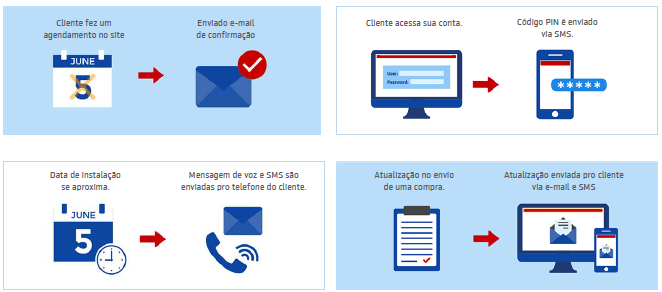 Cliente fez um
agendamento no site
Enviado e-mail
de confirmação
JUNE
5
Cliente acessa sua conta.
Código PIN é enviado
via SMS.
User:
Password:
*****
Data de instalação
se aproxima.
Mensagem de voz e SMS são
enviadas pro telefone do cliente.
JUNE
5
Atualização no envio
de uma compra.
Atualização enviada pro cliente
via e-mail e SMS